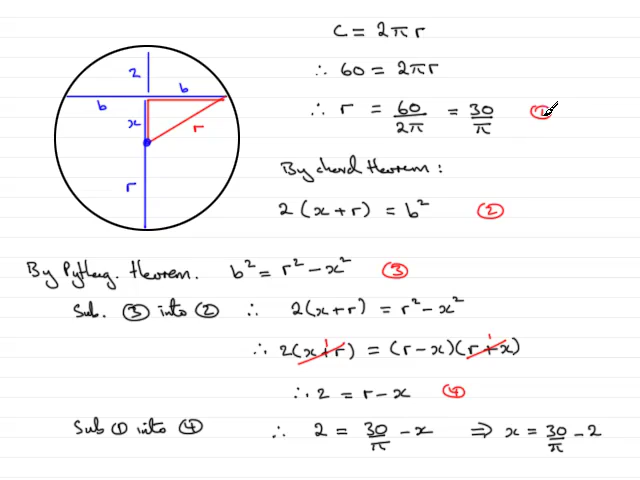 C = 2πr
∴ 60 = 2πr
∴ r = 60/2π = 30/π ①
2
b
b
x
r
r
By chord theorem :
2(x+r) = b² ②
By Pythag. theorem. b² = r² − x² ③
Sub. ③ into ② ∴ 2(x+r) = r² − x²
∴ 2(x+r) = (r−x)(r+x)
1 1
∴ 2 = r − x ④
Sub ① into ④ ∴ 2 = 30/π − x ⇒ x = 30/π − 2